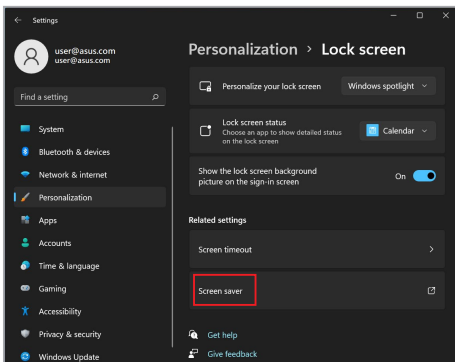 Settings
user@asus.com
user@asus.com
Find a setting
System
Bluetooth & devices
Network & internet
Personalization
Apps
Accounts
Time & language
Gaming
Accessibility
Privacy & security
Windows Update
Personalization > Lock screen
Personalize your lock screen
Windows spotlight
Lock screen status
Choose an app to show detailed status
on the lock screen
Calendar
Show the lock screen background
picture on the sign-in screen
On
Related settings
Screen timeout
Screen saver
Get help
Give feedback